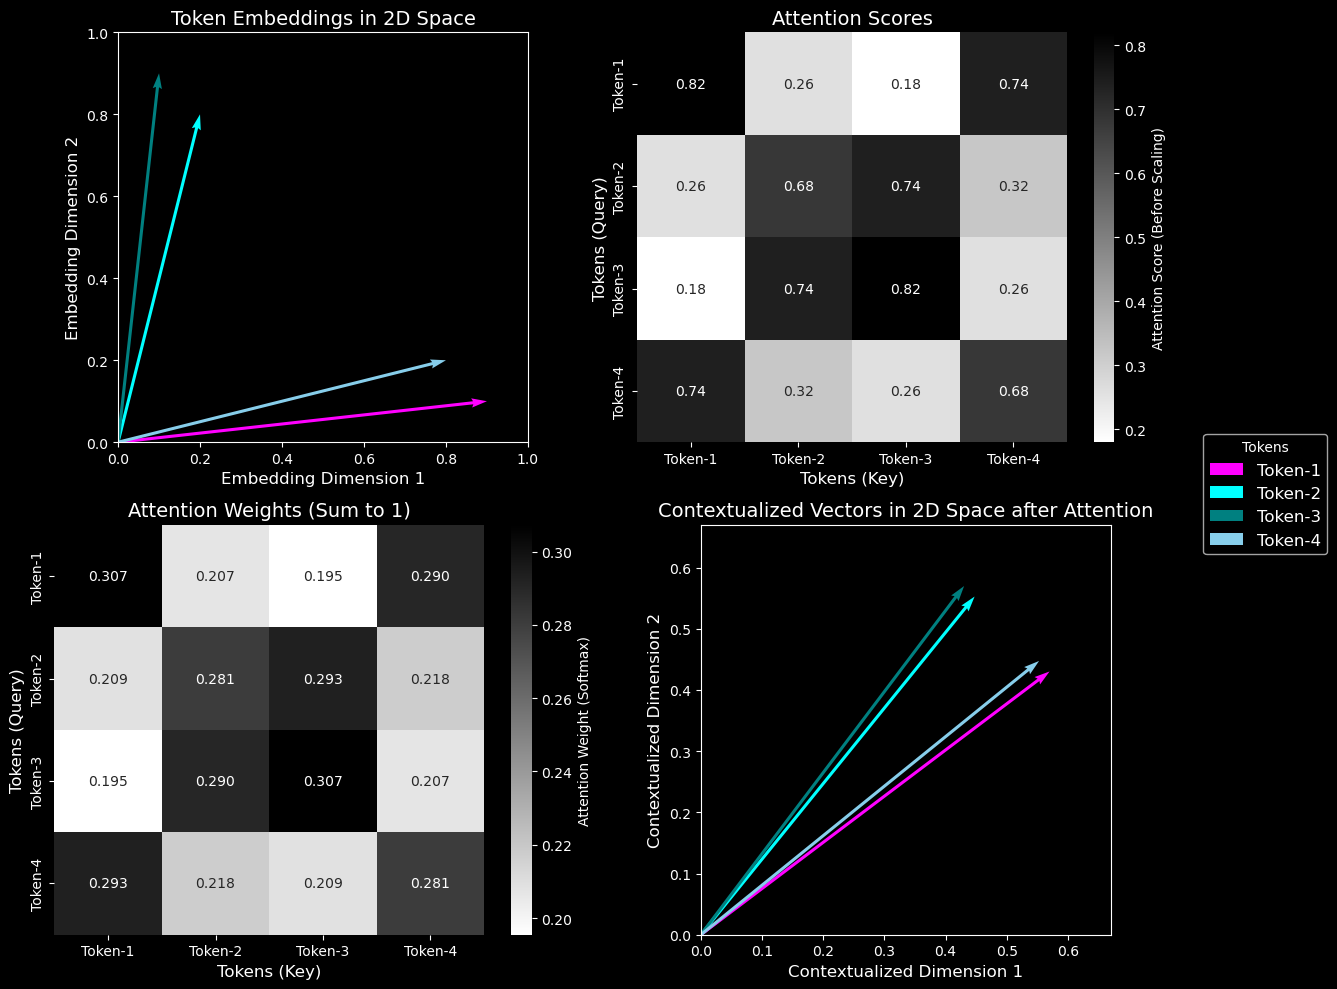 Token Embeddings in 2D Space
1.0
0.8
0.6
0.4
0.2
0.0
Embedding Dimension 2
0.0 0.2 0.4 0.6 0.8 1.0
Embedding Dimension 1
Attention Scores
Tokens (Query)
Token-1 0.82 0.26 0.18 0.74
Token-2 0.26 0.68 0.74 0.32
Token-3 0.18 0.74 0.82 0.26
Token-4 0.74 0.32 0.26 0.68
Token-1 Token-2 Token-3 Token-4
Tokens (Key)
0.8
0.7
0.6
0.5
0.4
0.3
0.2
Attention Score (Before Scaling)
Attention Weights (Sum to 1)
Tokens (Query)
Token-1 0.307 0.207 0.195 0.290
Token-2 0.209 0.281 0.293 0.218
Token-3 0.195 0.290 0.307 0.207
Token-4 0.293 0.218 0.209 0.281
Token-1 Token-2 Token-3 Token-4
Tokens (Key)
0.30
0.28
0.26
0.24
0.22
0.20
Attention Weight (Softmax)
Contextualized Vectors in 2D Space after Attention
0.6
0.5
0.4
0.3
0.2
0.1
0.0
Contextualized Dimension 2
0.0 0.1 0.2 0.3 0.4 0.5 0.6
Contextualized Dimension 1
Tokens
Token-1
Token-2
Token-3
Token-4